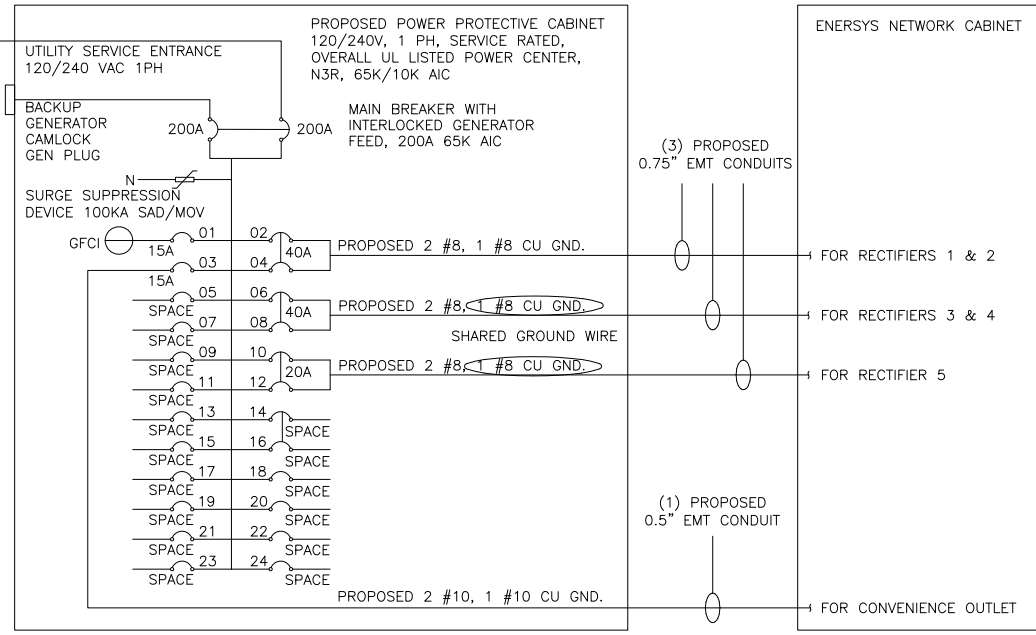 PROPOSED POWER PROTECTIVE CABINET
120/240V, 1 PH, SERVICE RATED,
OVERALL UL LISTED POWER CENTER,
N3R, 65K/10K AIC
ENERSYS NETWORK CABINET
UTILITY SERVICE ENTRANCE
120/240 VAC 1PH
BACKUP
GENERATOR
CAMLOCK
GEN PLUG
200A
200A
MAIN BREAKER WITH
INTERLOCKED GENERATOR
FEED, 200A 65K AIC
(3) PROPOSED
0.75" EMT CONDUITS
N
SURGE SUPPRESSION
DEVICE 100KA SAD/MOV
GFCI
01
02
15A
40A
PROPOSED 2 #8, 1 #8 CU GND.
FOR RECTIFIERS 1 & 2
03
04
15A
05
06
SPACE
40A
PROPOSED 2 #8, 1 #8 CU GND.
FOR RECTIFIERS 3 & 4
07
08
SPACE
SHARED GROUND WIRE
09
10
SPACE
20A
PROPOSED 2 #8, 1 #8 CU GND.
FOR RECTIFIER 5
11
12
SPACE
13
14
SPACE
SPACE
15
16
SPACE
SPACE
17
18
SPACE
SPACE
19
20
SPACE
SPACE
21
22
SPACE
SPACE
23
24
SPACE
SPACE
(1) PROPOSED
0.5" EMT CONDUIT
PROPOSED 2 #10, 1 #10 CU GND.
FOR CONVENIENCE OUTLET